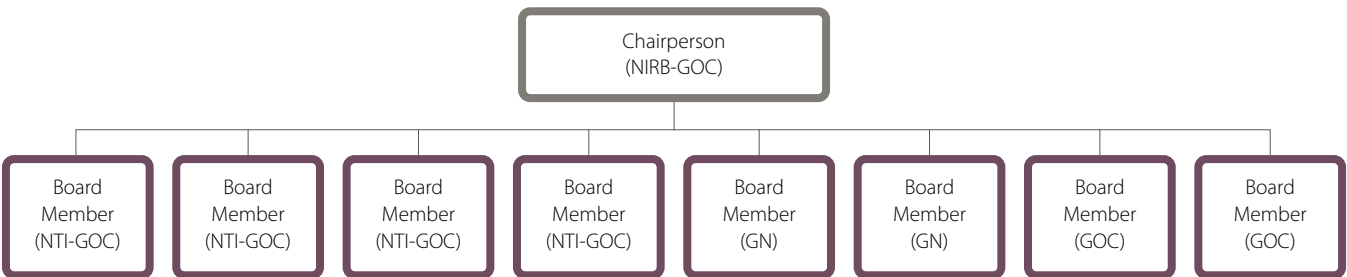 Chairperson
(NIRB-GOC)
Board
Member
(NTI-GOC)
Board
Member
(NTI-GOC)
Board
Member
(NTI-GOC)
Board
Member
(NTI-GOC)
Board
Member
(GN)
Board
Member
(GN)
Board
Member
(GOC)
Board
Member
(GOC)